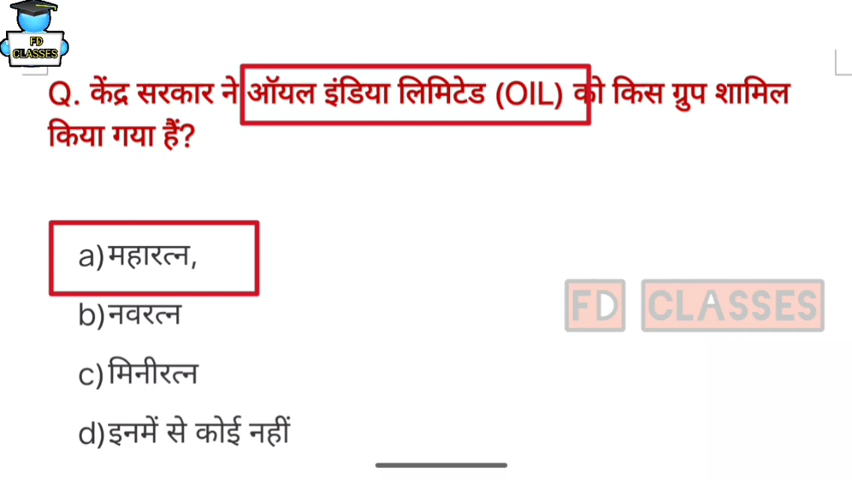 FD
CLASSES
Q. केंद्र सरकार ने ऑयल इंडिया लिमिटेड (OIL) को किस ग्रुप शामिल
किया गया हैं?
a) महारत्न,
b) नवरत्न
FD CLASSES
c) मिनीरत्न
d) इनमें से कोई नहीं